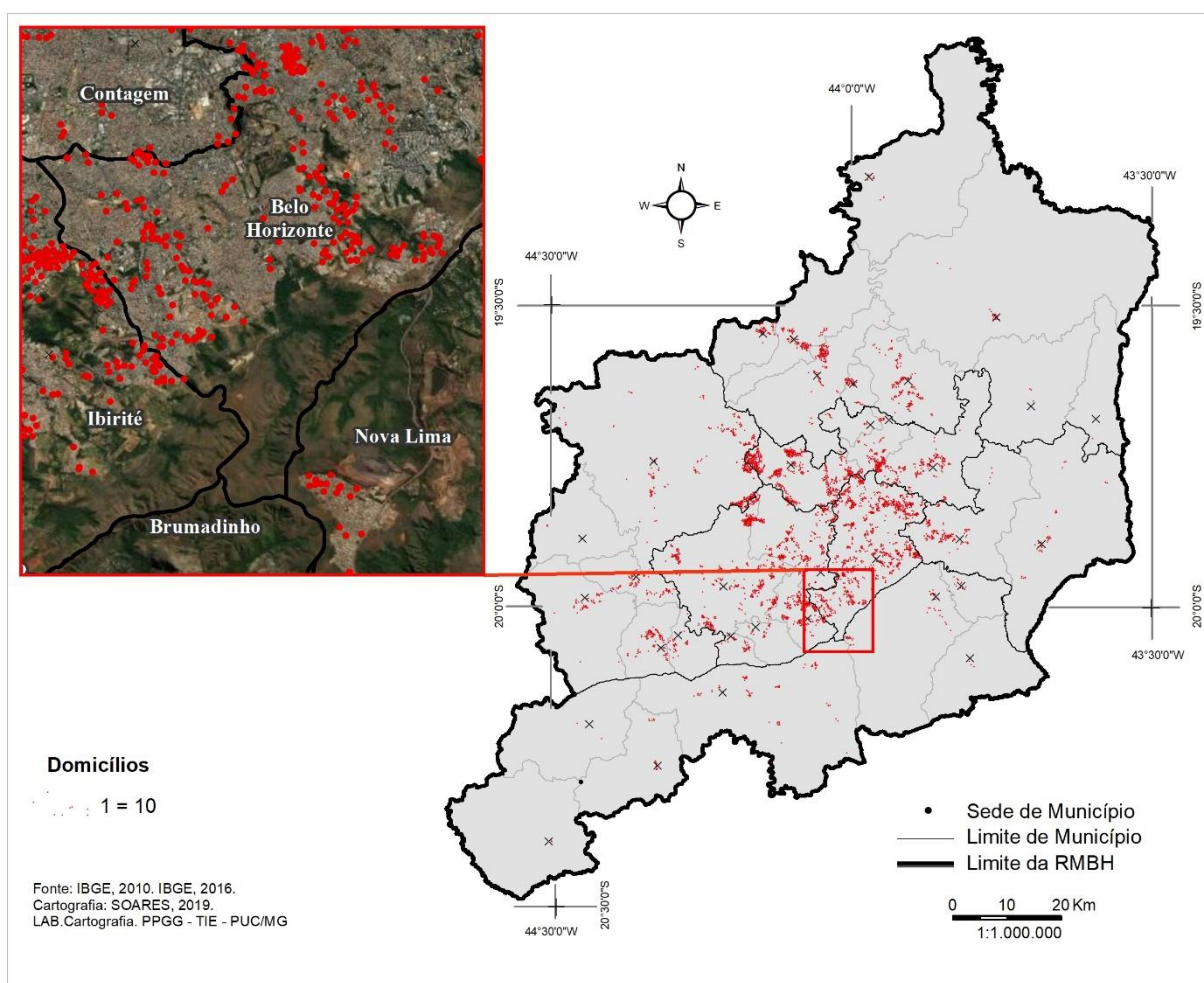 Contagem
Belo
Horizonte
Ibirité
Nova Lima
Brumadinho
44°0'0"W
N
W
E
S
43°30'0"W
44°30'0"W
19°30'0"S
19°30'0"S
20°0'0"S
20°0'0"S
43°30'0"W
Domicílios
1 = 10
Sede de Município
Limite de Município
Limite da RMBH
Fonte: IBGE, 2010. IBGE, 2016.
Cartografia: SOARES, 2019.
LAB.Cartografia. PPGG - TIE - PUC/MG
0 10 20 Km
1:1.000.000
20°30'0"S
44°30'0"W